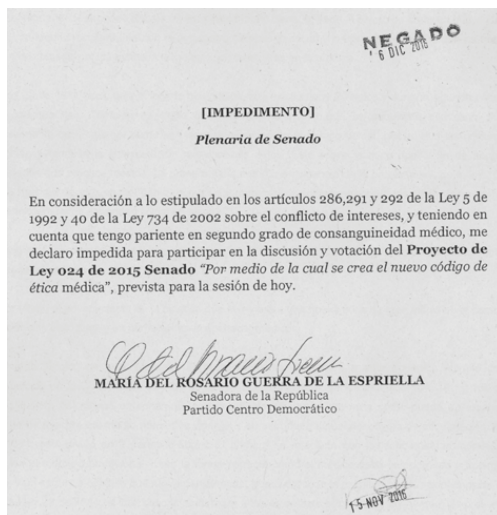 NEGADO
6 DIC 2016
[IMPEDIMENTO]
Plenaria de Senado
En consideración a lo estipulado en los artículos 286,291 y 292 de la Ley 5 de
1992 y 40 de la Ley 734 de 2002 sobre el conflicto de intereses, y teniendo en
cuenta que tengo pariente en segundo grado de consanguineidad médico, me
declaro impedida para participar en la discusión y votación del Proyecto de
Ley 024 de 2015 Senado “Por medio de la cual se crea el nuevo código de
ética médica”, prevista para la sesión de hoy.
MARÍA DEL ROSARIO GUERRA DE LA ESPRIELLA
Senadora de la República
Partido Centro Democrático
15 NOV 2016